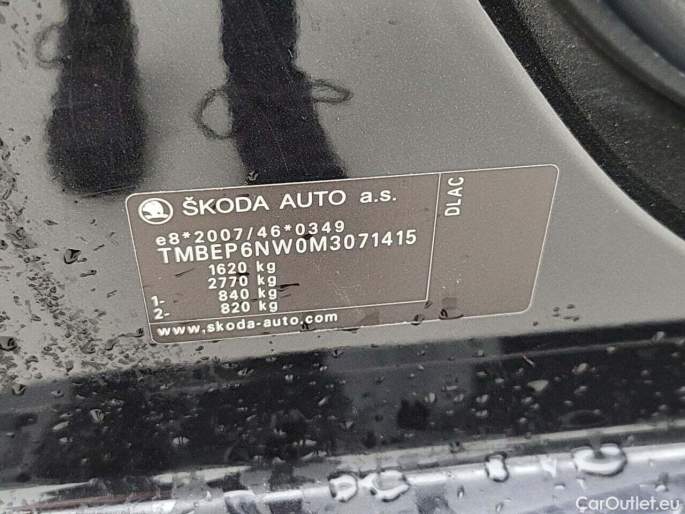 ŠKODA AUTO a.s.
DLAC
e8*2007/46*0349
TMBEP6NW0M3071415
1620 kg
2770 kg
1- 840 kg
2- 820 kg
www.skoda-auto.com
CarOutlet.eu